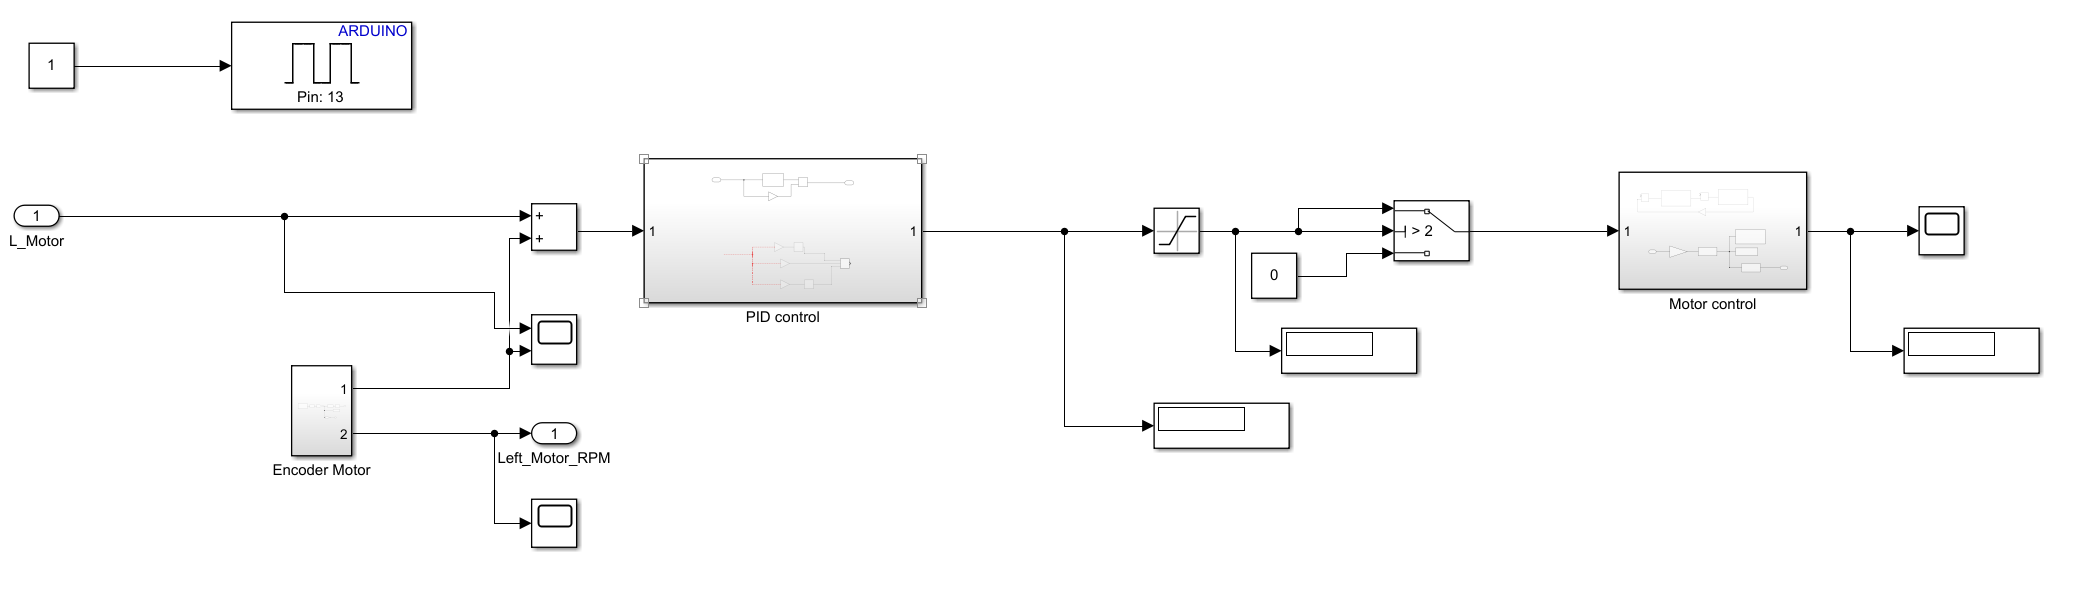 ARDUINO
1
Pin: 13
1
L_Motor
+
+
1
1
PID control
> 2
0
1
1
Motor control
1
2
Encoder Motor
1
Left_Motor_RPM